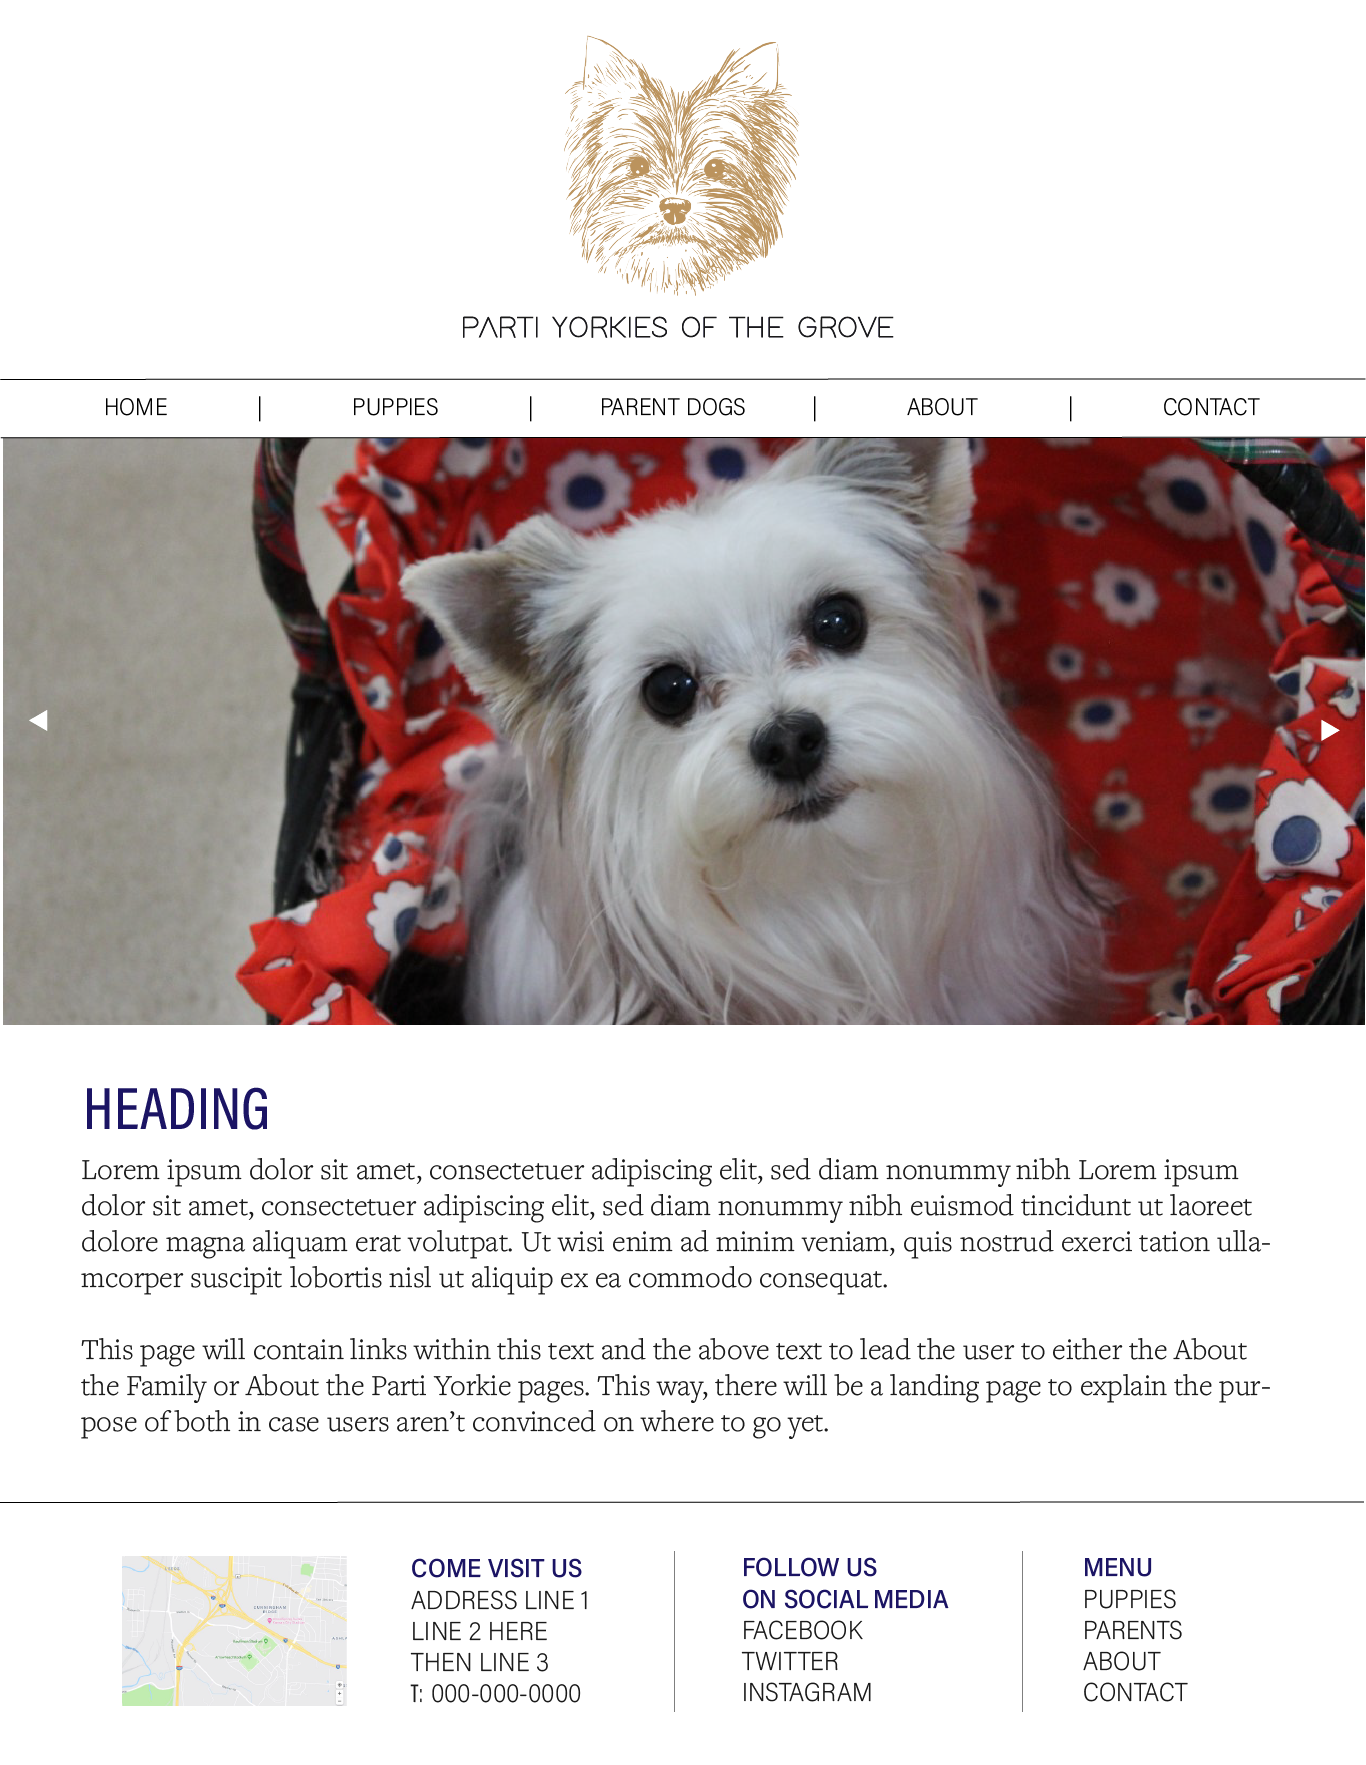 PARTI YORKIES OF THE GROVE
HOME | PUPPIES | PARENT DOGS | ABOUT | CONTACT
HEADING
Lorem ipsum dolor sit amet, consectetuer adipiscing elit, sed diam nonummy nibh Lorem ipsum
dolor sit amet, consectetuer adipiscing elit, sed diam nonummy nibh euismod tincidunt ut laoreet
dolore magna aliquam erat volutpat. Ut wisi enim ad minim veniam, quis nostrud exerci tation ulla-
mcorper suscipit lobortis nisl ut aliquip ex ea commodo consequat.
This page will contain links within this text and the above text to lead the user to either the About
the Family or About the Parti Yorkie pages. This way, there will be a landing page to explain the pur-
pose of both in case users aren’t convinced on where to go yet.
COME VISIT US
ADDRESS LINE 1
LINE 2 HERE
THEN LINE 3
T: 000-000-0000
FOLLOW US
ON SOCIAL MEDIA
FACEBOOK
TWITTER
INSTAGRAM
MENU
PUPPIES
PARENTS
ABOUT
CONTACT